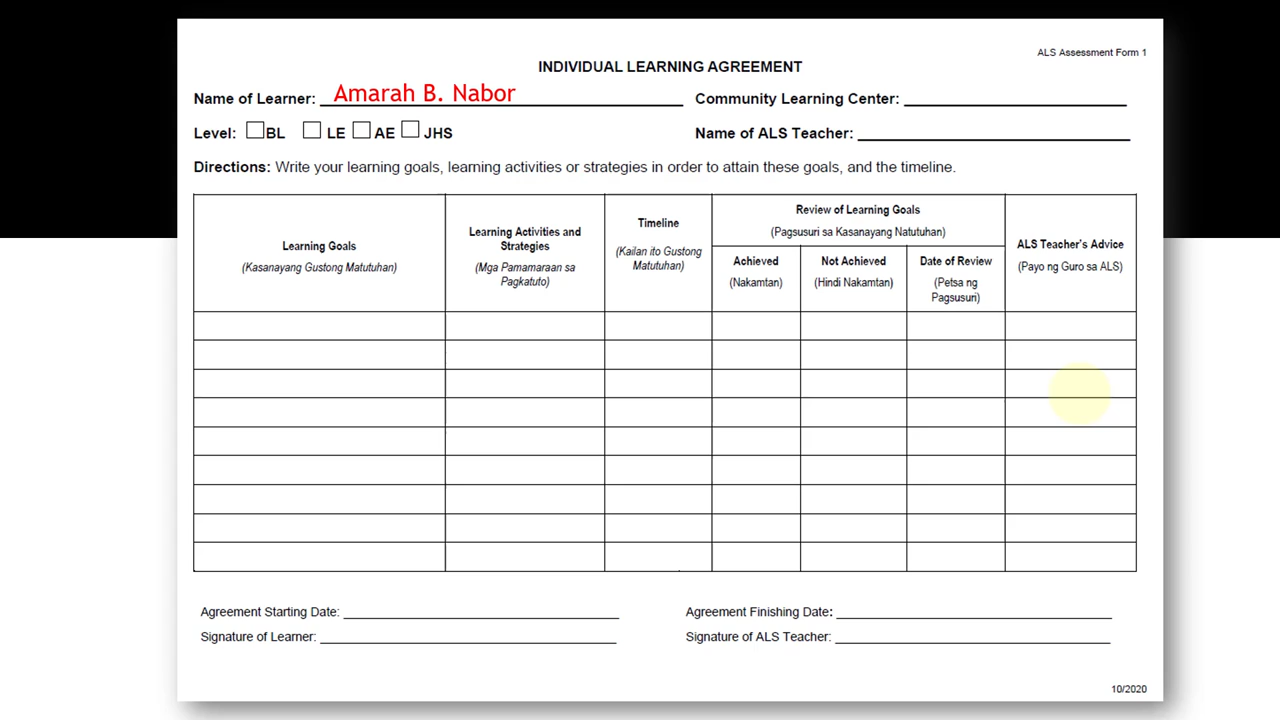 ALS Assessment Form 1
INDIVIDUAL LEARNING AGREEMENT
Name of Learner: Amarah B. Nabor Community Learning Center:
Level: BL LE AE JHS Name of ALS Teacher:
Directions: Write your learning goals, learning activities or strategies in order to attain these goals, and the timeline.
Learning Goals
(Kasanayang Gustong Matutuhan)
Learning Activities and
Strategies
(Mga Pamamaraan sa
Pagkatuto)
Timeline
(Kailan ito Gustong
Matutuhan)
Review of Learning Goals
(Pagsusuri sa Kasanayang Natutuhan)
Achieved
(Nakamtan)
Not Achieved
(Hindi Nakamtan)
Date of Review
(Petsa ng
Pagsusuri)
ALS Teacher's Advice
(Payo ng Guro sa ALS)
Agreement Starting Date: Agreement Finishing Date:
Signature of Learner: Signature of ALS Teacher:
10/2020